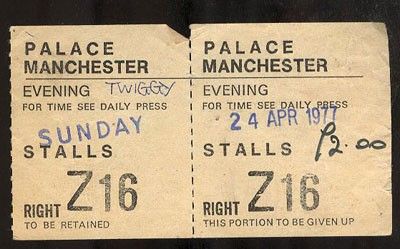 PALACE
MANCHESTER
EVENING TWIGGY
FOR TIME SEE DAILY PRESS
SUNDAY
STALLS
RIGHT Z16
TO BE RETAINED
PALACE
MANCHESTER
EVENING
FOR TIME SEE DAILY PRESS
24 APR 1977
STALLS £2.00
RIGHT Z16
THIS PORTION TO BE GIVEN UP